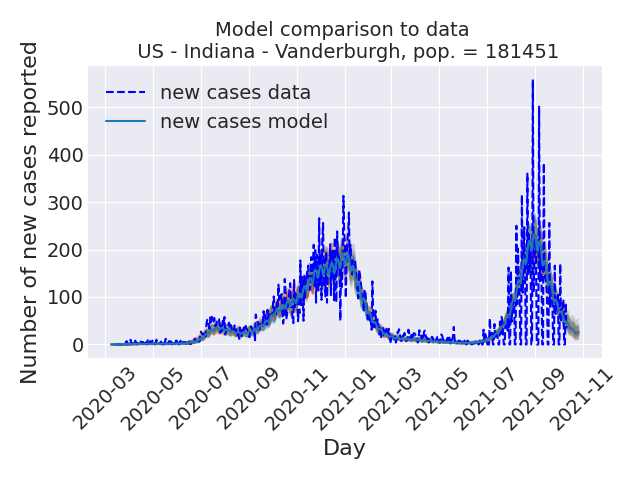 Model comparison to data
US - Indiana - Vanderburgh, pop. = 181451
Number of new cases reported
new cases data
new cases model
500
400
300
200
100
0
2020-03
2020-05
2020-07
2020-09
2020-11
2021-01
2021-03
2021-05
2021-07
2021-09
2021-11
Day